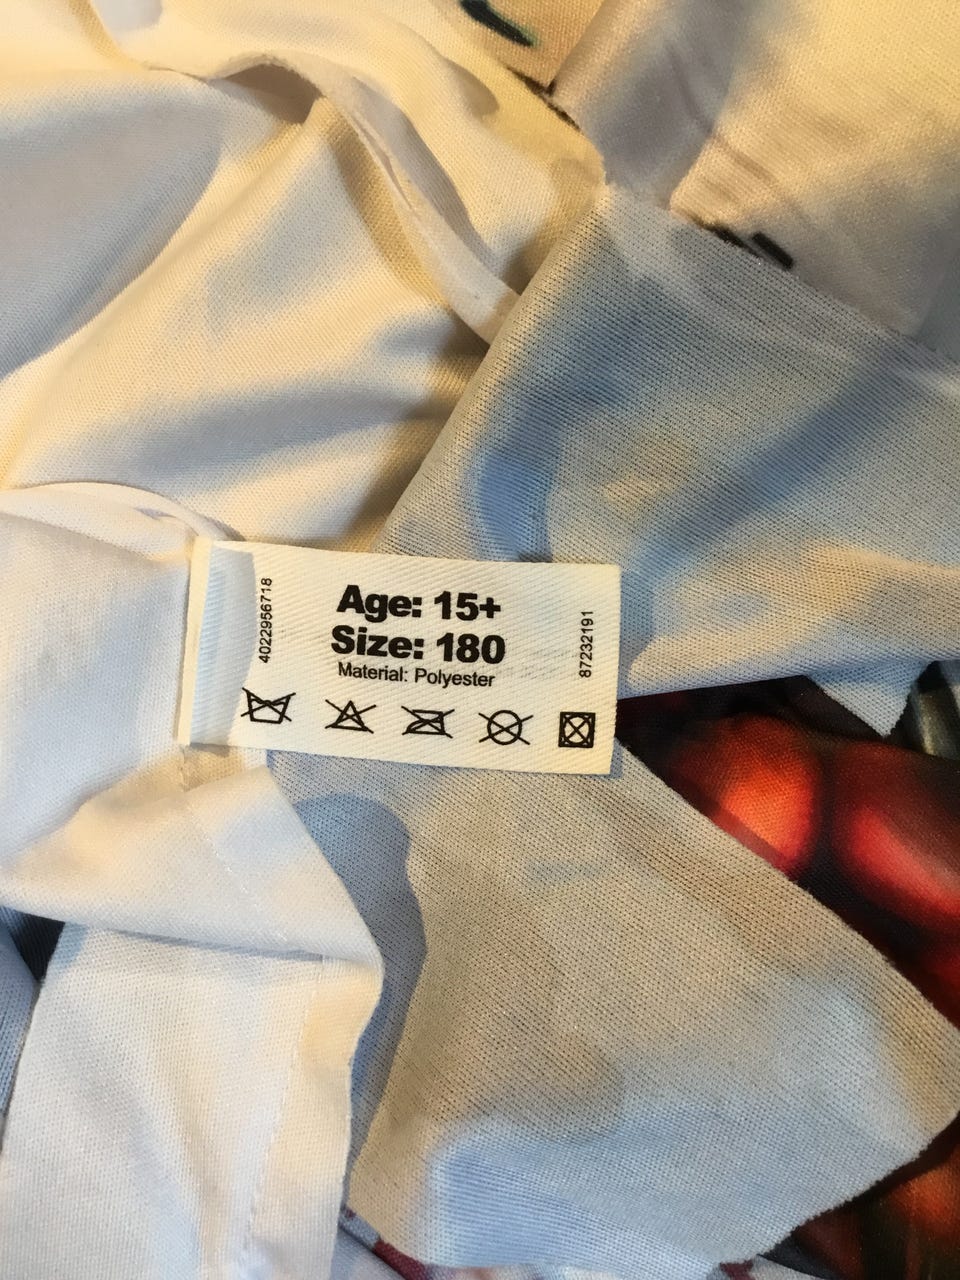 4022956718
Age: 15+
Size: 180
Material: Polyester
87232191